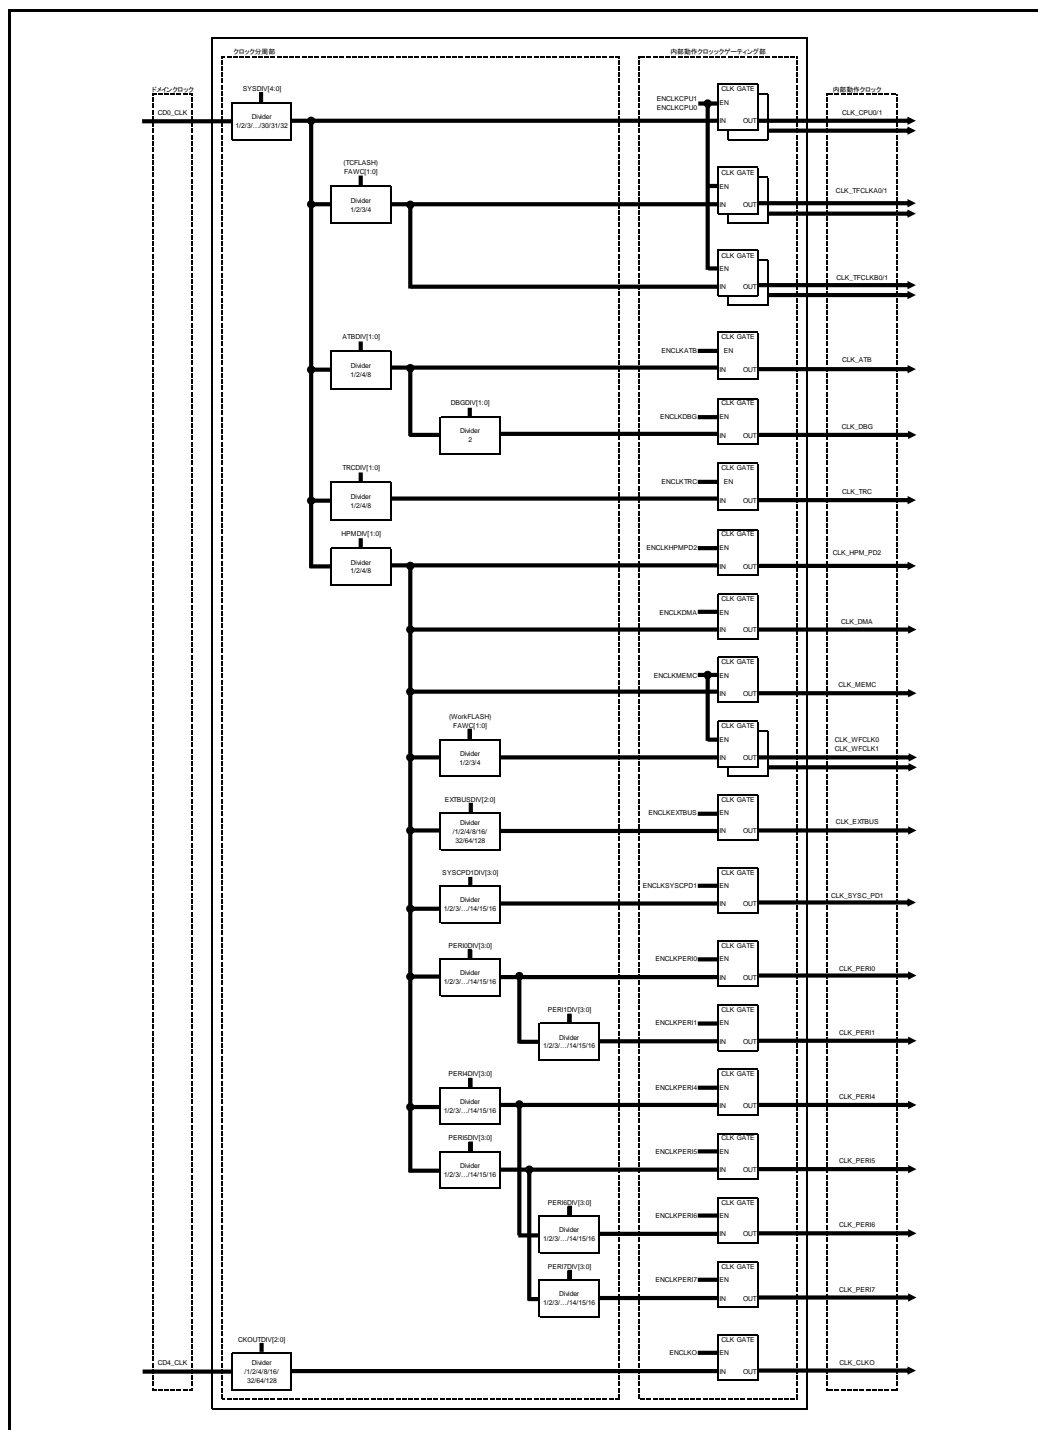 クロック分周部
内部動作クロックゲーティング部
ドメインクロック
内部動作クロック
SYSDIV[4:0]
CD0_CLK
Divider
1/2/3/…/30/31/32
ENCLKCPU1
ENCLKCPU0
CLK GATE
EN
IN
OUT
CLK_CPU0/1
(TCFLASH)
FAWC[1:0]
Divider
1/2/3/4
CLK GATE
EN
IN
OUT
CLK_TFCLKA0/1
CLK GATE
EN
IN
OUT
CLK_TFCLKB0/1
ATBDIV[1:0]
Divider
1/2/4/8
ENCLKATB
CLK GATE
EN
IN
OUT
CLK_ATB
DBGDIV[1:0]
Divider
2
ENCLKDBG
CLK GATE
EN
IN
OUT
CLK_DBG
TRCDIV[1:0]
Divider
1/2/4/8
ENCLKTRC
CLK GATE
EN
IN
OUT
CLK_TRC
HPMDIV[1:0]
Divider
1/2/4/8
ENCLKHPMPD2
CLK GATE
EN
IN
OUT
CLK_HPM_PD2
ENCLKDMA
CLK GATE
EN
IN
OUT
CLK_DMA
ENCLKMEMC
CLK GATE
EN
IN
OUT
CLK_MEMC
(WorkFLASH)
FAWC[1:0]
Divider
1/2/3/4
CLK GATE
EN
IN
OUT
CLK_WFCLK0
CLK_WFCLK1
EXTBUSDIV[2:0]
Divider
/1/2/4/8/16/
32/64/128
ENCLKEXTBUS
CLK GATE
EN
IN
OUT
CLK_EXTBUS
SYSCPD1DIV[3:0]
Divider
1/2/3/…/14/15/16
ENCLKSYSCPD1
CLK GATE
EN
IN
OUT
CLK_SYSC_PD1
PERI0DIV[3:0]
Divider
1/2/3/…/14/15/16
ENCLKPERI0
CLK GATE
EN
IN
OUT
CLK_PERI0
PERI1DIV[3:0]
Divider
1/2/3/…/14/15/16
ENCLKPERI1
CLK GATE
EN
IN
OUT
CLK_PERI1
PERI4DIV[3:0]
Divider
1/2/3/…/14/15/16
ENCLKPERI4
CLK GATE
EN
IN
OUT
CLK_PERI4
PERI5DIV[3:0]
Divider
1/2/3/…/14/15/16
ENCLKPERI5
CLK GATE
EN
IN
OUT
CLK_PERI5
PERI6DIV[3:0]
Divider
1/2/3/…/14/15/16
ENCLKPERI6
CLK GATE
EN
IN
OUT
CLK_PERI6
PERI7DIV[3:0]
Divider
1/2/3/…/14/15/16
ENCLKPERI7
CLK GATE
EN
IN
OUT
CLK_PERI7
CKOUTDIV[2:0]
CD4_CLK
Divider
/1/2/4/8/16/
32/64/128
ENCLKO
CLK GATE
EN
IN
OUT
CLK_CLKO